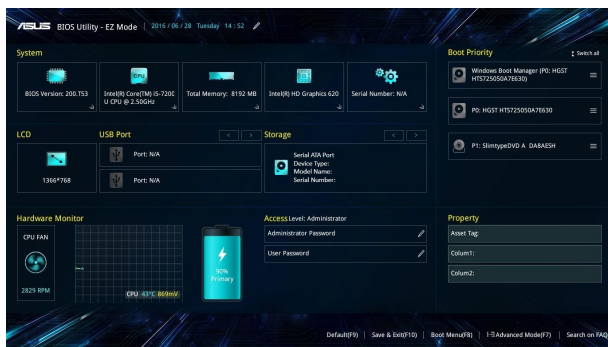 ASUS BIOS Utility - EZ Mode 2016/06/28 Tuesday 14:52
System
BIOS Version: 200.T53
CPU
Intel(R) Core(TM) i5-7200
U CPU @ 2.50GHz
Total Memory: 8192 MB
Intel(R) HD Graphics 620
Serial Number: N/A
Boot Priority
Switch all
Windows Boot Manager (P0: HGST
HTS725050A7E630)
P0: HGST HTS725050A7E630
P1: SlimtypeDVD A DA8AESH
LCD
1366*768
USB Port
Port: N/A
Port: N/A
Storage
Serial ATA Port
Device Type:
Model Name:
Serial Number:
Hardware Monitor
CPU FAN
2829 RPM
CPU 43°C 869mV
90%
Primary
Access Level: Administrator
Administrator Password
User Password
Property
Asset Tag:
Colum1:
Colum2:
Default(F9) | Save & Exit(F10) | Boot Menu(F8) | Advanced Mode(F7) | Search on FAQ